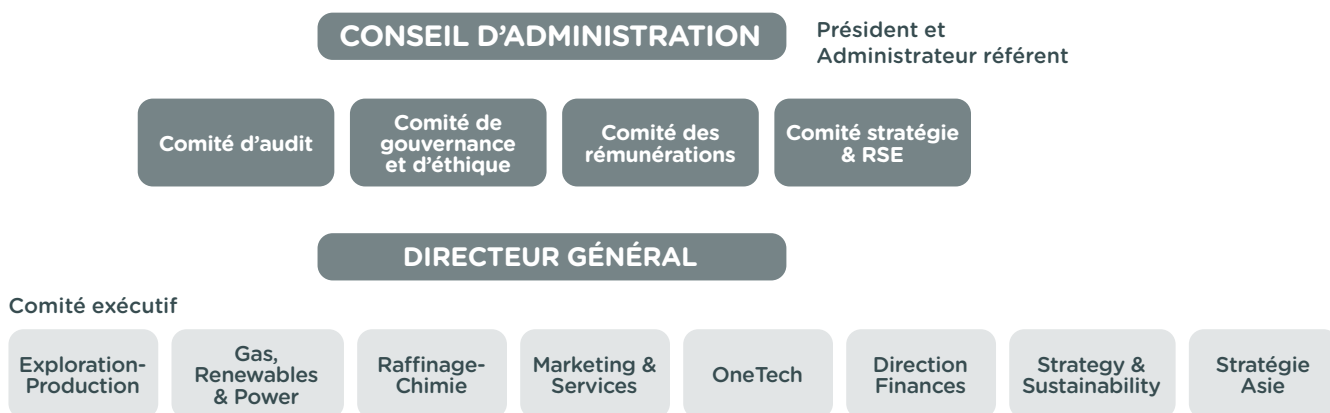 CONSEIL D'ADMINISTRATION
Président et
Administrateur référent
Comité d'audit
Comité de
gouvernance
et d'éthique
Comité des
rémunérations
Comité stratégie
& RSE
DIRECTEUR GÉNÉRAL
Comité exécutif
Exploration-
Production
Gas,
Renewables
& Power
Raffinage-
Chimie
Marketing &
Services
OneTech
Direction
Finances
Strategy &
Sustainability
Stratégie
Asie